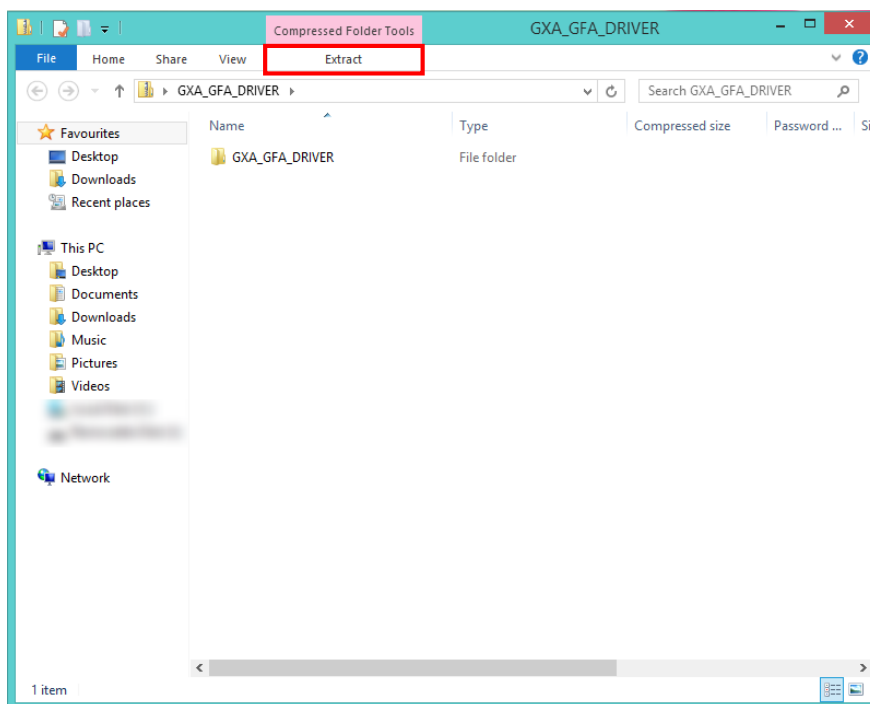 Compressed Folder Tools
GXA_GFA_DRIVER
File Home Share View Extract
GXA_GFA_DRIVER
Search GXA_GFA_DRIVER
Name Type Compressed size Password ... Si
Favourites
Desktop
Downloads
Recent places
This PC
Desktop
Documents
Downloads
Music
Pictures
Videos
Network
GXA_GFA_DRIVER File folder
1 item